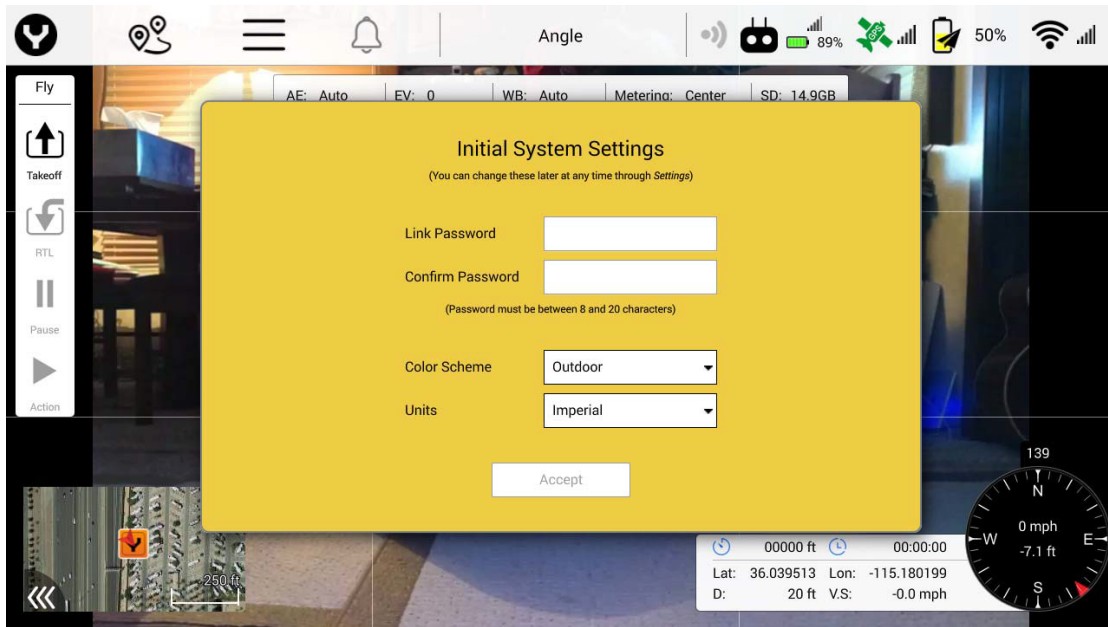 Angle
89%
GPS
50%
Fly
AE: Auto EV: 0 WB: Auto Metering: Center SD: 14.9GB
Takeoff
RTL
Pause
Action
Initial System Settings
(You can change these later at any time through Settings)
Link Password
Confirm Password
(Password must be between 8 and 20 characters)
Color Scheme Outdoor
Units Imperial
Accept
250 ft
139
N
0 mph
W E
-7.1 ft
S
00000 ft 00:00:00
Lat: 36.039513 Lon: -115.180199
D: 20 ft V.S: -0.0 mph